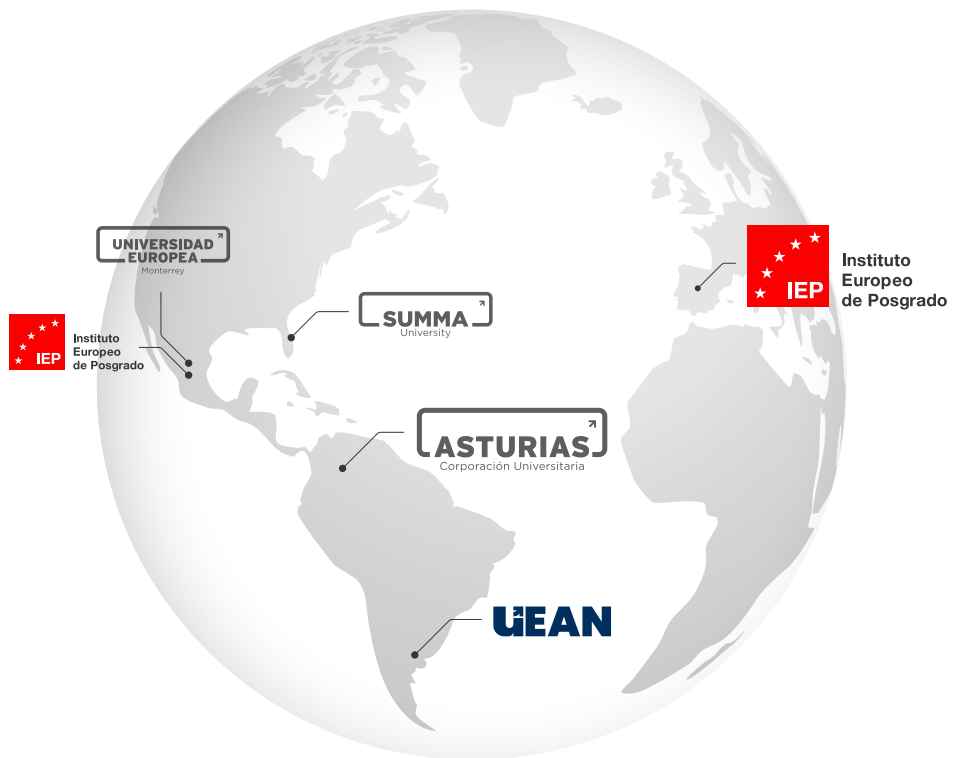 UNIVERSIDAD
EUROPEA
Monterrey
IEP
Instituto
Europeo
de Posgrado
SUMMA
University
IEP
Instituto
Europeo
de Posgrado
ASTURIAS
Corporación Universitaria
UEAN